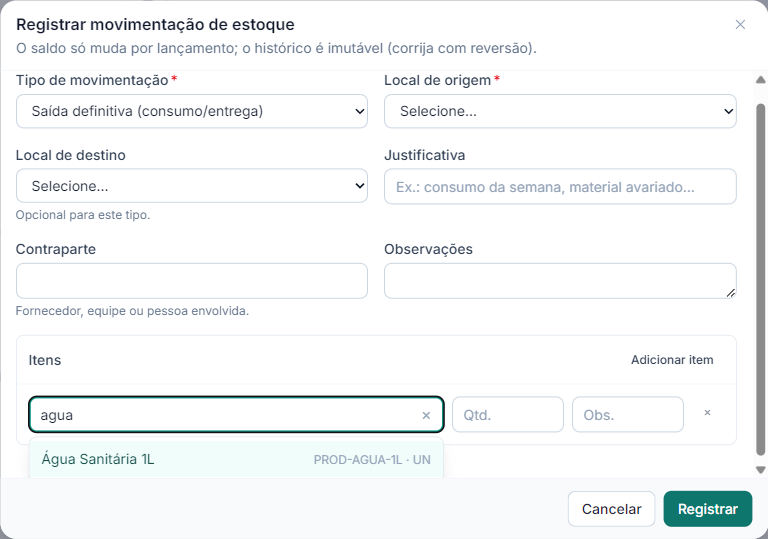 Registrar movimentação de estoque
O saldo só muda por lançamento; o histórico é imutável (corrija com reversão).
Tipo de movimentação*
Local de origem*
Saída definitiva (consumo/entrega)
Selecione...
Local de destino
Justificativa
Selecione...
Ex.: consumo da semana, material avariado...
Opcional para este tipo.
Contraparte
Observações
Fornecedor, equipe ou pessoa envolvida.
Itens
Adicionar item
agua
Qtd.
Obs.
Água Sanitária 1L
PROD-AGUA-1L · UN
Cancelar
Registrar